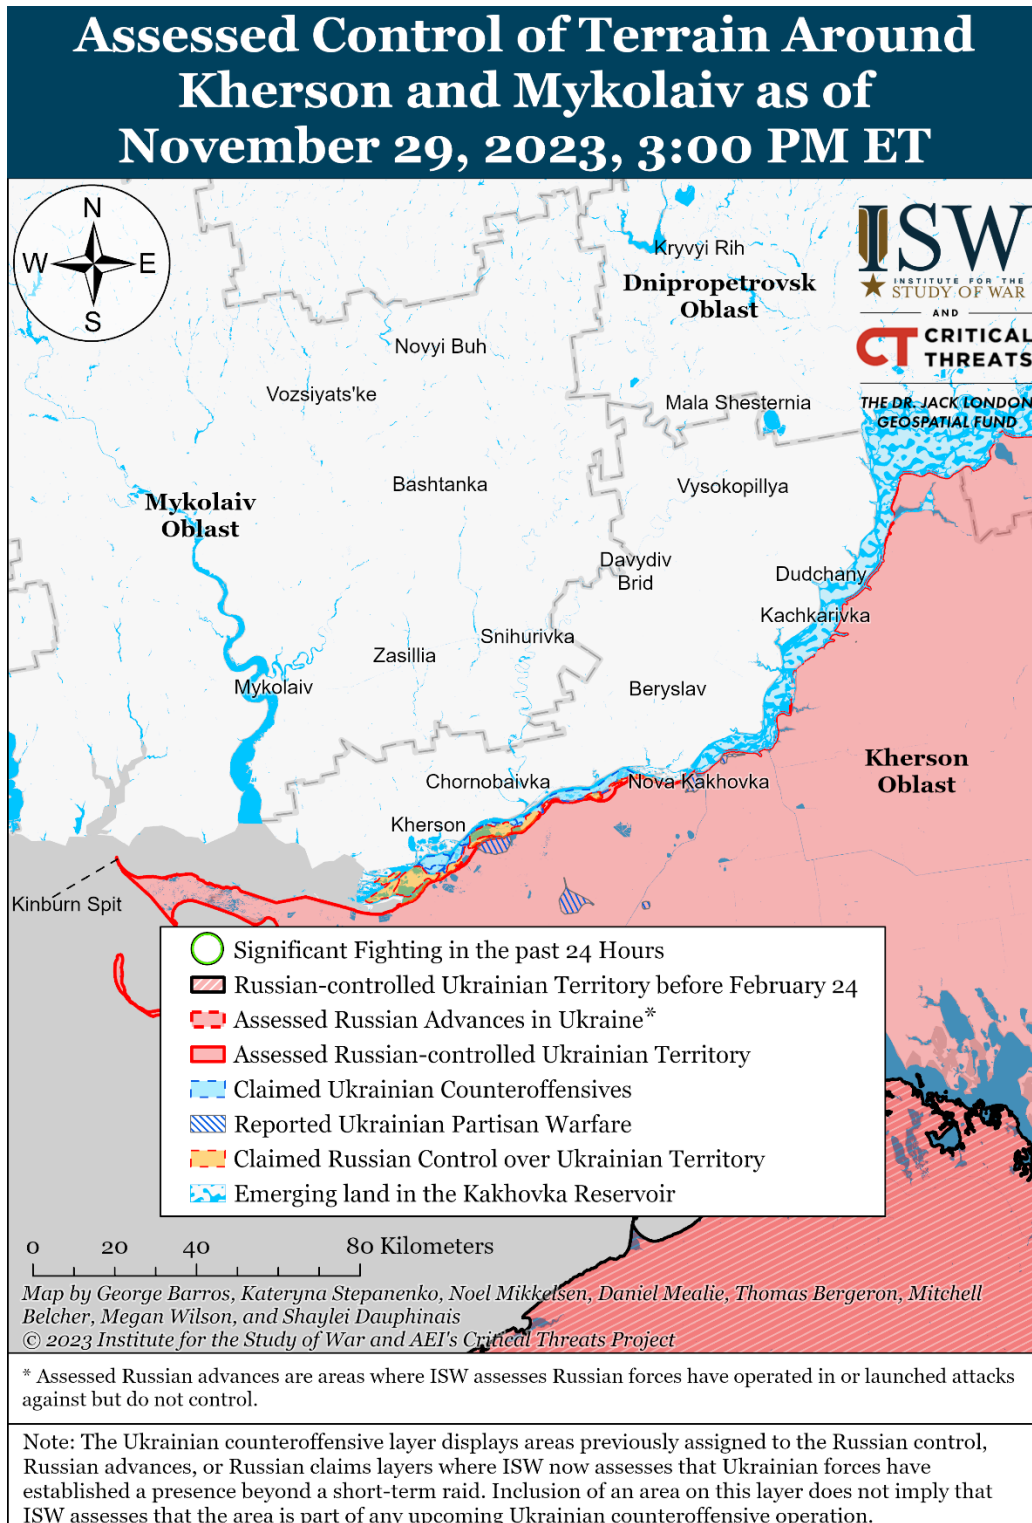 Assessed Control of Terrain Around
Kherson and Mykolaiv as of
November 29, 2023, 3:00 PM ET
N
W E
S
ISW
INSTITUTE FOR THE
STUDY OF WAR
AND
CT CRITICAL
THREATS
THE DR. JACK LONDON
GEOSPATIAL FUND
Kryvyi Rih
Dnipropetrovsk
Oblast
Novyi Buh
Vozsiyats'ke
Mala Shesternia
Bashtanka
Vysokopillya
Mykolaiv
Oblast
Davydiv
Brid
Dudchany
Kachkarivka
Snihurivka
Zasillia
Mykolaiv
Beryslav
Kherson
Oblast
Chornobaivka
Nova Kakhovka
Kherson
Kinburn Spit
Significant Fighting in the past 24 Hours
Russian-controlled Ukrainian Territory before February 24
Assessed Russian Advances in Ukraine*
Assessed Russian-controlled Ukrainian Territory
Claimed Ukrainian Counteroffensives
Reported Ukrainian Partisan Warfare
Claimed Russian Control over Ukrainian Territory
Emerging land in the Kakhovka Reservoir
0 20 40 80 Kilometers
Map by George Barros, Kateryna Stepanenko, Noel Mikkelsen, Daniel Mealie, Thomas Bergeron, Mitchell
Belcher, Megan Wilson, and Shaylei Dauphinais
© 2023 Institute for the Study of War and AEI's Critical Threats Project
* Assessed Russian advances are areas where ISW assesses Russian forces have operated in or launched attacks
against but do not control.
Note: The Ukrainian counteroffensive layer displays areas previously assigned to the Russian control,
Russian advances, or Russian claims layers where ISW now assesses that Ukrainian forces have
established a presence beyond a short-term raid. Inclusion of an area on this layer does not imply that
ISW assesses that the area is part of any upcoming Ukrainian counteroffensive operation.